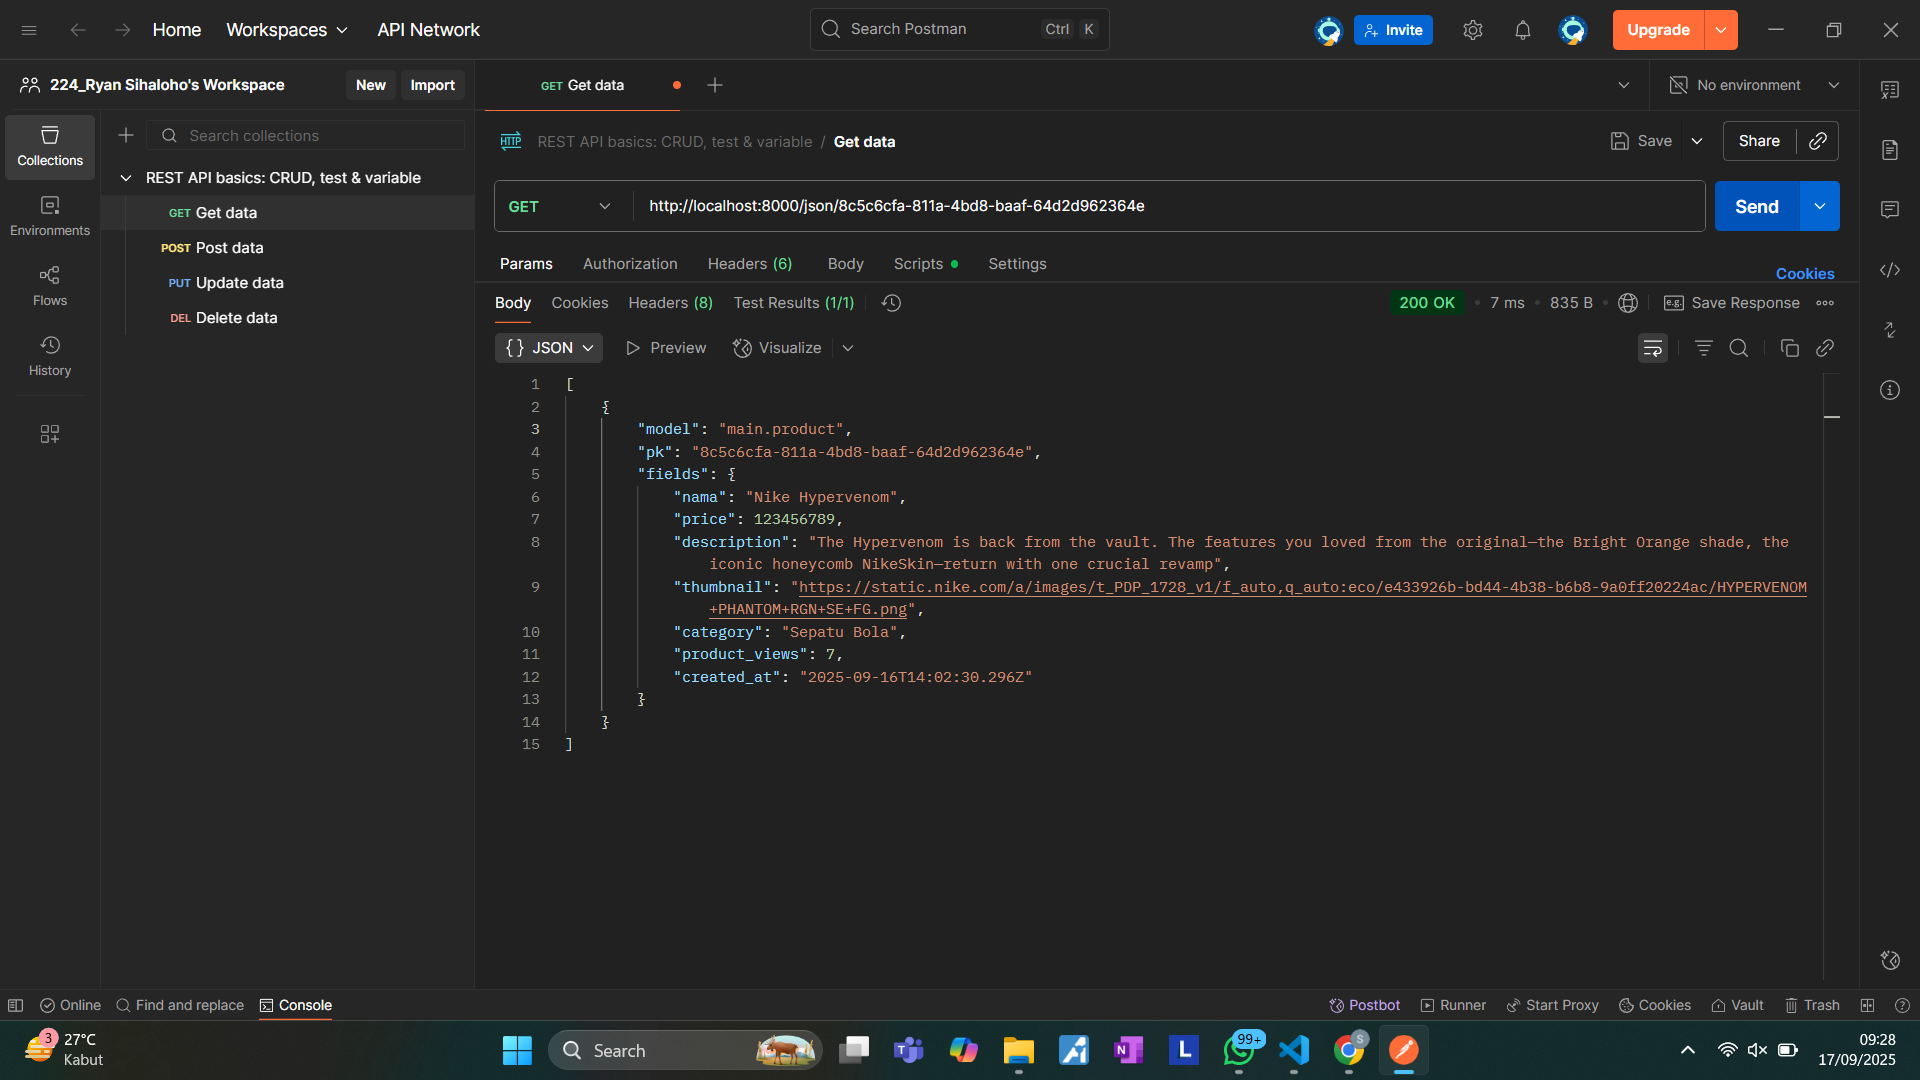 Home
Workspaces
API Network
Search Postman
Ctrl K
Invite
Upgrade
224_Ryan Sihaloho's Workspace
New
Import
GET Get data
No environment
Collections
Environments
Flows
History
Search collections
REST API basics: CRUD, test & variable
GET Get data
POST Post data
PUT Update data
DEL Delete data
HTTP
REST API basics: CRUD, test & variable / Get data
Save
Share
GET
http://localhost:8000/json/8c5c6cfa-811a-4bd8-baaf-64d2d962364e
Send
Params Authorization Headers (6) Body Scripts Settings
Cookies
Body Cookies Headers (8) Test Results (1/1)
200 OK • 7 ms • 835 B
e.g. Save Response
{} JSON
Preview
Visualize
1 [
2 {
3 "model": "main.product",
4 "pk": "8c5c6cfa-811a-4bd8-baaf-64d2d962364e",
5 "fields": {
6 "nama": "Nike Hypervenom",
7 "price": 123456789,
8 "description": "The Hypervenom is back from the vault. The features you loved from the original—the Bright Orange shade, the
iconic honeycomb NikeSkin—return with one crucial revamp",
9 "thumbnail": "https://static.nike.com/a/images/t_PDP_1728_v1/f_auto,q_auto:eco/e433926b-bd44-4b38-b6b8-9a0ff20224ac/HYPERVENOM
+PHANTOM+RGN+SE+FG.png",
10 "category": "Sepatu Bola",
11 "product_views": 7,
12 "created_at": "2025-09-16T14:02:30.296Z"
13 }
14 }
15 ]
Online
Find and replace
Console
Postbot
Runner
Start Proxy
Cookies
Vault
Trash
3
27°C
Kabut
Search
T
N
L
99+
S
09:28
17/09/2025